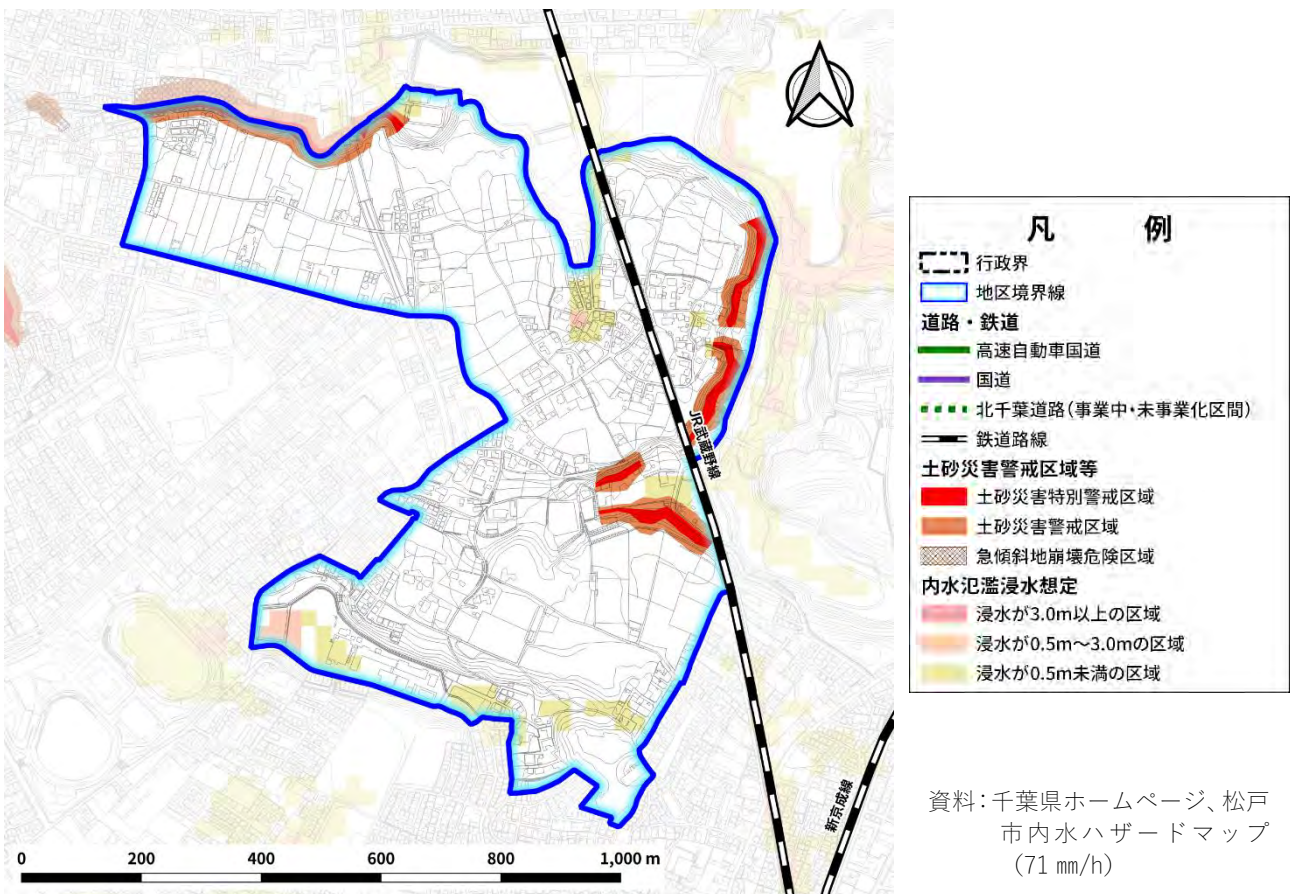 JR武蔵野線
新京成線
0 200 400 600 800 1,000 m
凡 例
行政界
地区境界線
道路・鉄道
高速自動車国道
国道
北千葉道路(事業中・未事業化区間)
鉄道路線
土砂災害警戒区域等
土砂災害特別警戒区域
土砂災害警戒区域
急傾斜地崩壊危険区域
内水氾濫浸水想定
浸水が3.0m以上の区域
浸水が0.5m～3.0mの区域
浸水が0.5m未満の区域
資料：千葉県ホームページ、松戸
市内水ハザードマップ
(71 ㎜/h)